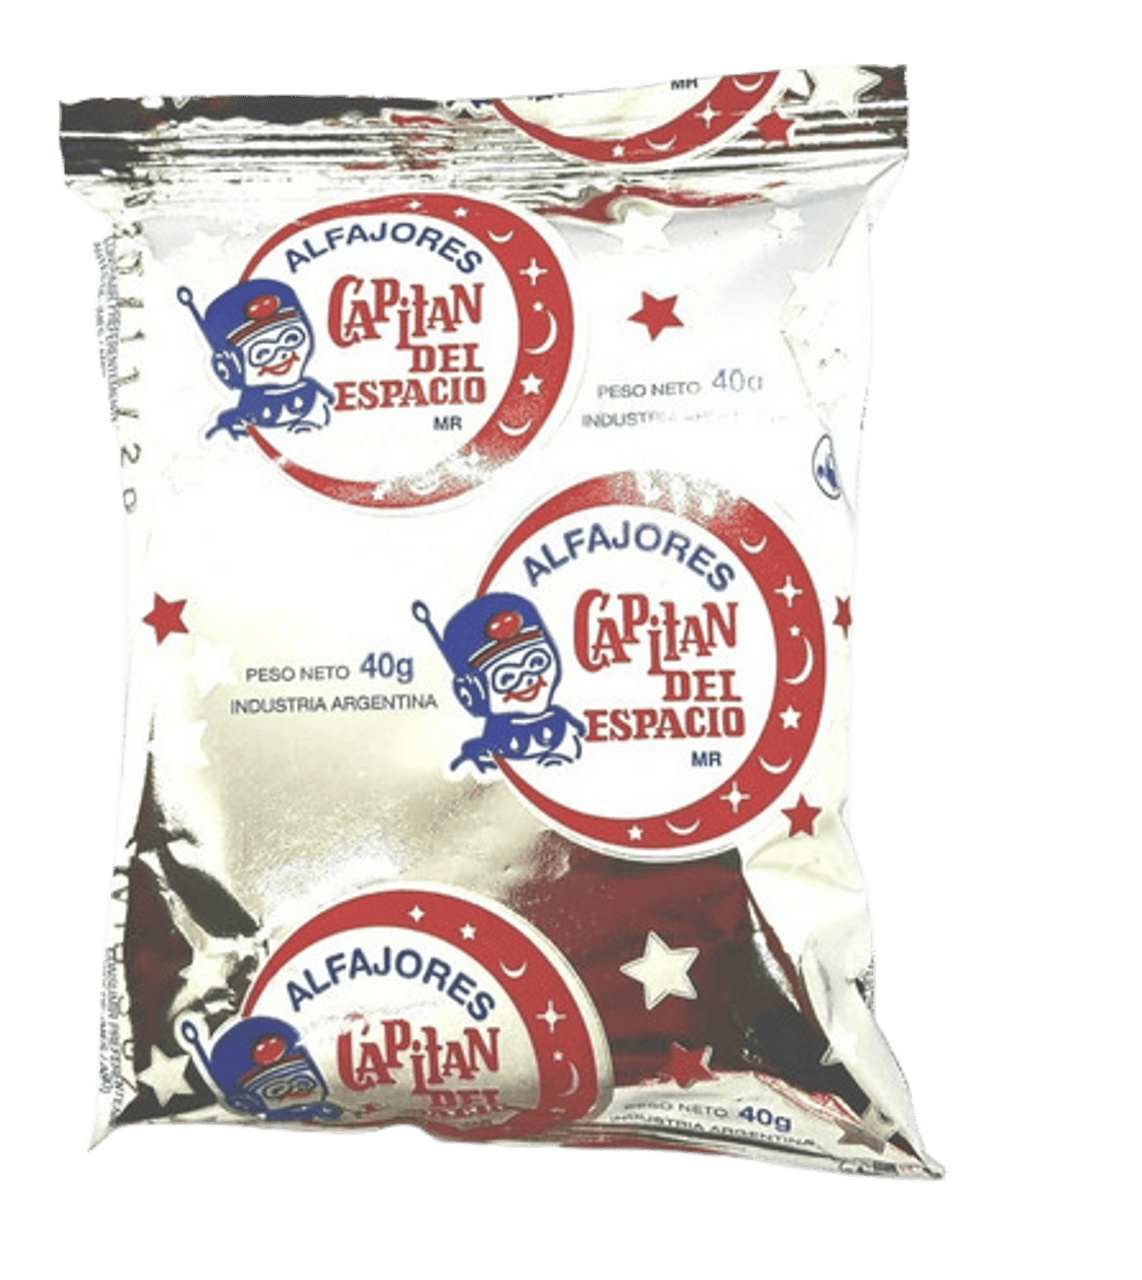 MR
ALFAJORES
CAPITAN
DEL
ESPACIO
MR
PESO NETO 40g
ALFAJORES
CAPITAN
DEL
ESPACIO
MR
PESO NETO 40g
INDUSTRIA ARGENTINA
ALFAJORES
CAPITAN
DEL
PESO NETO 40g
INDUSTRIA ARGENTINA